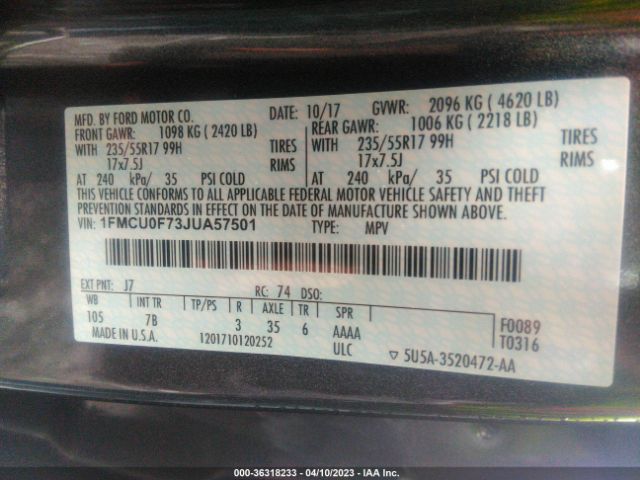 MFD. BY FORD MOTOR CO. DATE: 10/17 GVWR: 2096 KG ( 4620 LB)
FRONT GAWR: 1098 KG ( 2420 LB) REAR GAWR: 1006 KG ( 2218 LB)
WITH 235/55R17 99H TIRES WITH 235/55R17 99H TIRES
17x7.5J RIMS 17x7.5J RIMS
AT 240 kPa/ 35 PSI COLD AT 240 kPa/ 35 PSI COLD
THIS VEHICLE CONFORMS TO ALL APPLICABLE FEDERAL MOTOR VEHICLE SAFETY AND THEFT
PREVENTION STANDARDS IN EFFECT ON THE DATE OF MANUFACTURE SHOWN ABOVE.
VIN: 1FMCU0F73JUA57501 TYPE: MPV
EXT PNT: J7 RC: 74 DSO:
WB INT TR TP/PS R AXLE TR SPR
105 7B 3 35 6 AAAA F0089
MADE IN U.S.A. 1201710120252 ULC T0316
▽ 5U5A-3520472-AA
000-36318233 - 04/10/2023 - IAA Inc.